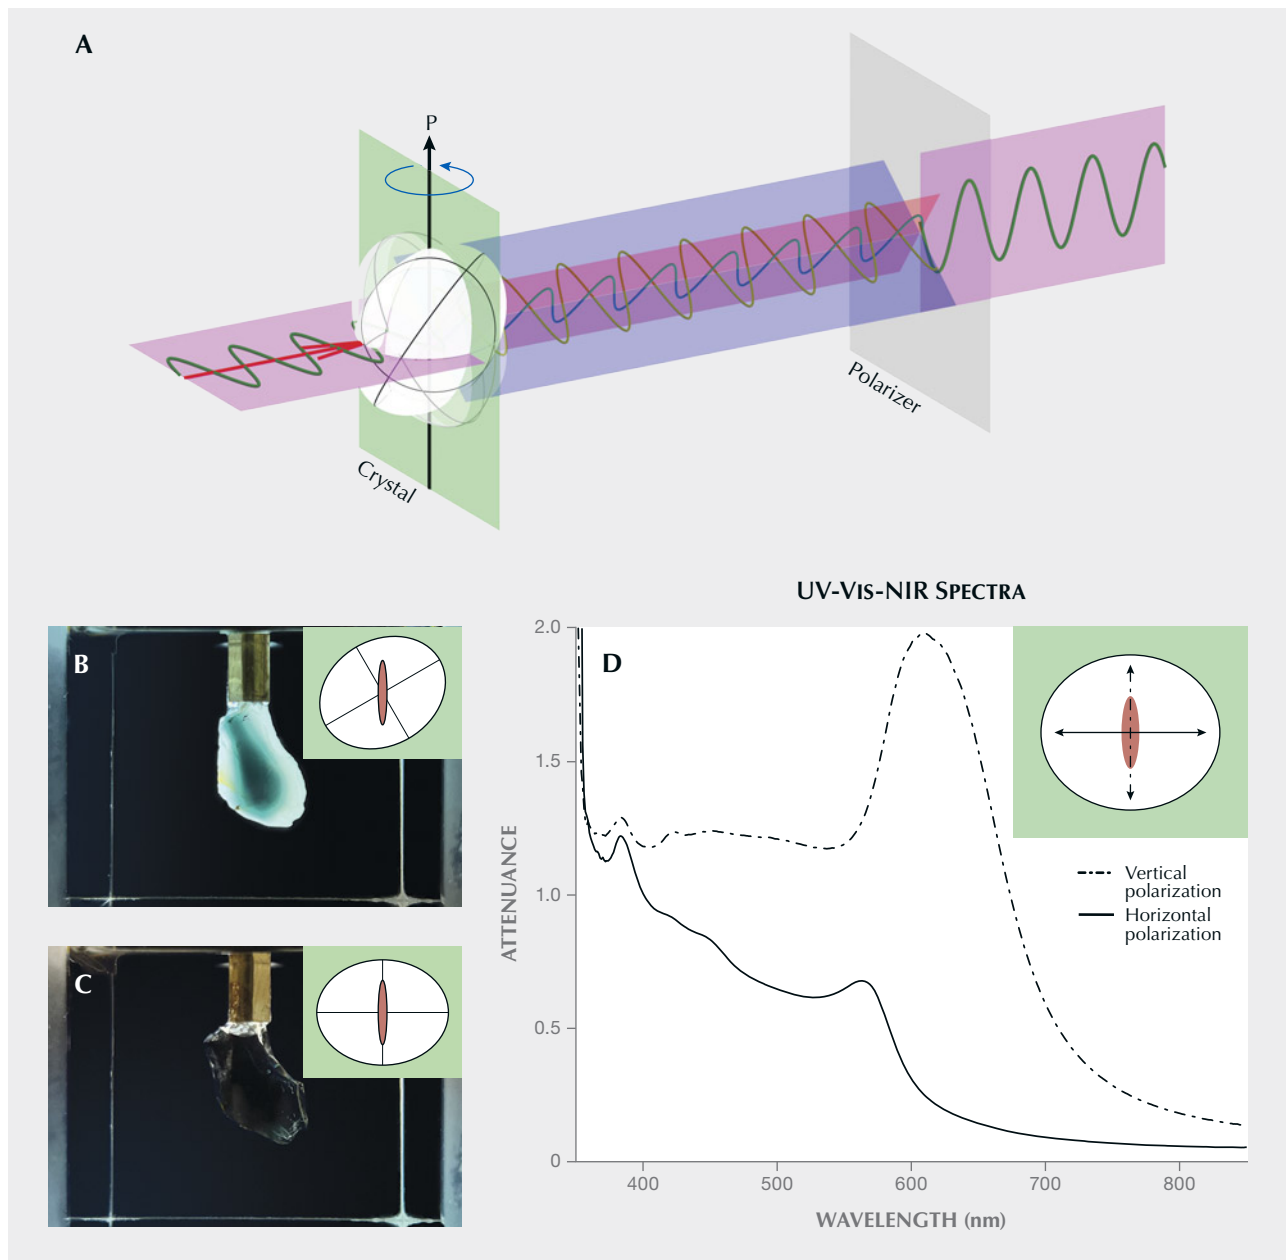 A
P
Crystal
Polarizer
B
C
UV-VIS-NIR SPECTRA
D
2.0
1.5
1.0
0.5
0
ATTENUANCE
Vertical
polarization
Horizontal
polarization
400 500 600 700 800
WAVELENGTH (nm)